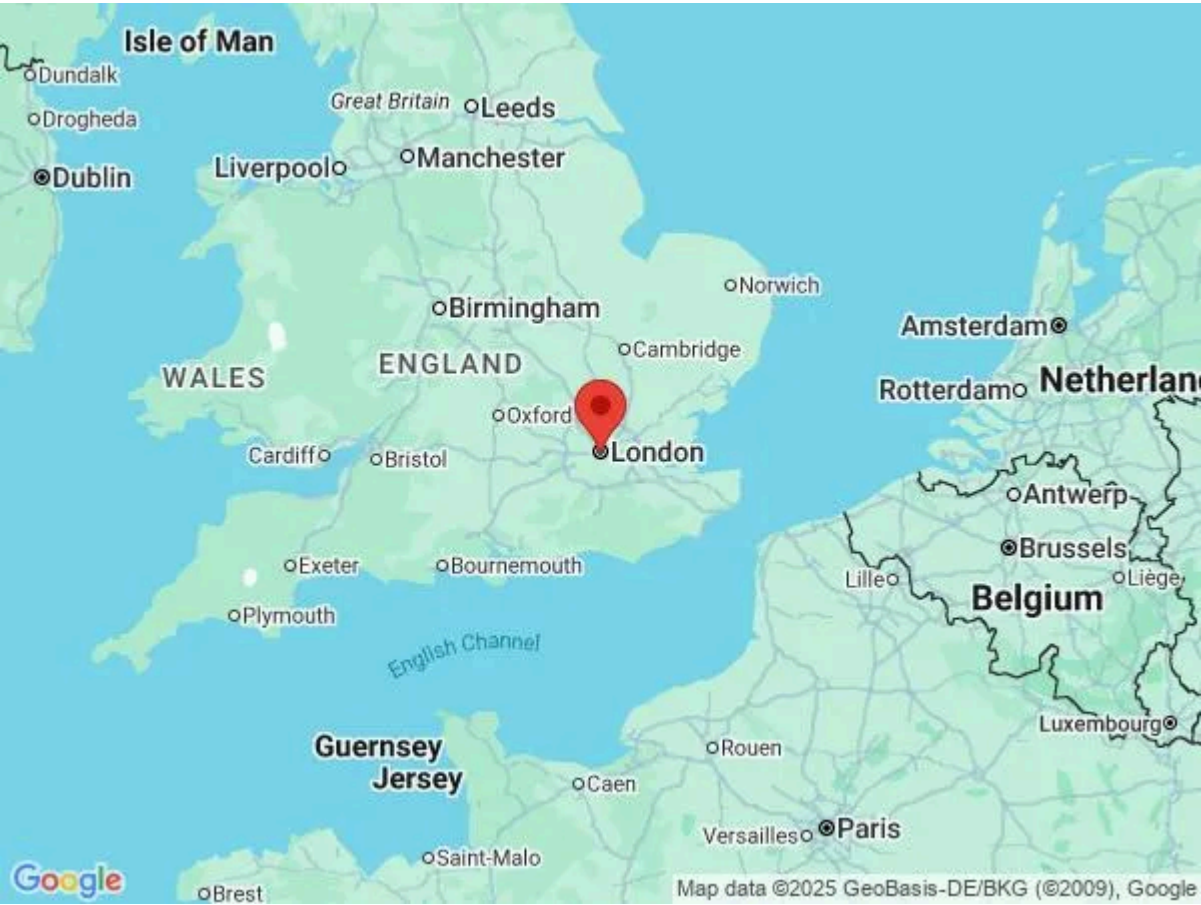 Isle of Man
Dundalk
Great Britain
Leeds
Drogheda
Liverpool
Manchester
Dublin
Norwich
Birmingham
Amsterdam
Cambridge
WALES
ENGLAND
Rotterdam
Netherlan
Oxford
Cardiff
Bristol
London
Antwerp
Exeter
Bournemouth
Brussels
Lille
Liège
Belgium
Plymouth
English Channel
Luxembourg
Guernsey
Jersey
Rouen
Caen
Versailles
Paris
Saint-Malo
Google
Brest
Map data ©2025 GeoBasis-DE/BKG (©2009), Google